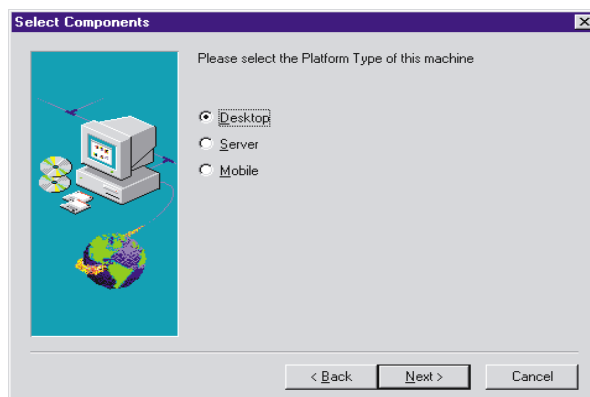 Select Components
Please select the Platform Type of this machine
Desktop
Server
Mobile
< Back
Next >
Cancel